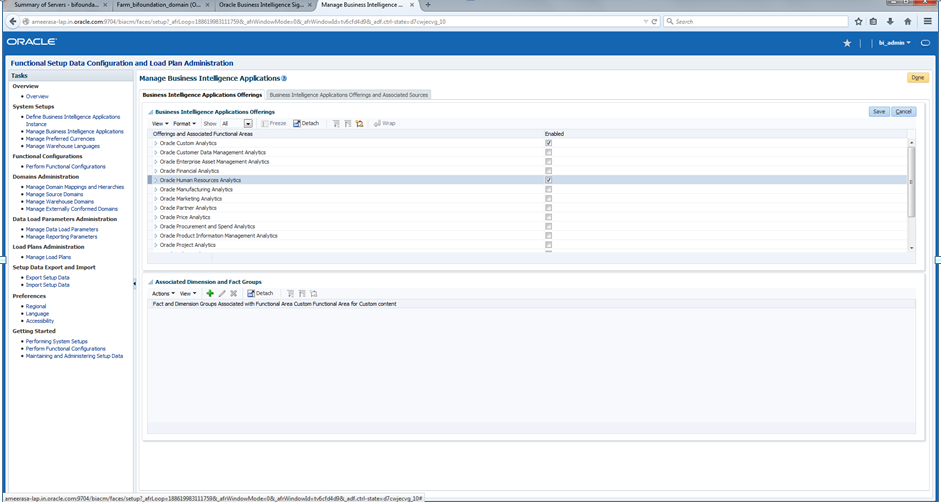 Summary of Servers - bifounda...
Farm_bifoundation_domain (O...
Oracle Business Intelligence Sig...
Manage Business Intelligence ...
ameerasa-lap.in.oracle.com:9704/biacm/faces/setup?_afrLoop=188619983111759&_afrWindowMode=0&_afrWindowId=tv6cfd4d9&_adf.ctrl-state=d7cwjecvg_10
Search
ORACLE
bi_admin
Functional Setup Data Configuration and Load Plan Administration
Tasks
Overview
Overview
System Setups
Define Business Intelligence Applications
Instance
Manage Business Intelligence Applications
Manage Preferred Currencies
Manage Warehouse Languages
Functional Configurations
Perform Functional Configurations
Domains Administration
Manage Domain Mappings and Hierarchies
Manage Source Domains
Manage Warehouse Domains
Manage Externally Conformed Domains
Data Load Parameters Administration
Manage Data Load Parameters
Manage Reporting Parameters
Load Plans Administration
Manage Load Plans
Setup Data Export and Import
Export Setup Data
Import Setup Data
Preferences
Regional
Language
Accessibility
Getting Started
Performing System Setups
Perform Functional Configurations
Maintaining and Administering Setup Data
Manage Business Intelligence Applications
Done
Business Intelligence Applications Offerings
Business Intelligence Applications Offerings and Associated Sources
Business Intelligence Applications Offerings
Save
Cancel
View Format Show All Freeze Detach Wrap
Offerings and Associated Functional Areas Enabled
Oracle Custom Analytics
Oracle Customer Data Management Analytics
Oracle Enterprise Asset Management Analytics
Oracle Financial Analytics
Oracle Human Resources Analytics
Oracle Manufacturing Analytics
Oracle Marketing Analytics
Oracle Partner Analytics
Oracle Price Analytics
Oracle Procurement and Spend Analytics
Oracle Product Information Management Analytics
Oracle Project Analytics
Associated Dimension and Fact Groups
Actions View Detach
Fact and Dimension Groups Associated with Functional Area Custom Functional Area for Custom content
ameerasa-lap.in.oracle.com:9704/biacm/faces/setup?_afrLoop=188619983111759&_afrWindowMode=0&_afrWindowId=tv6cfd4d9&_adf.ctrl-state=d7cwjecvg_10#